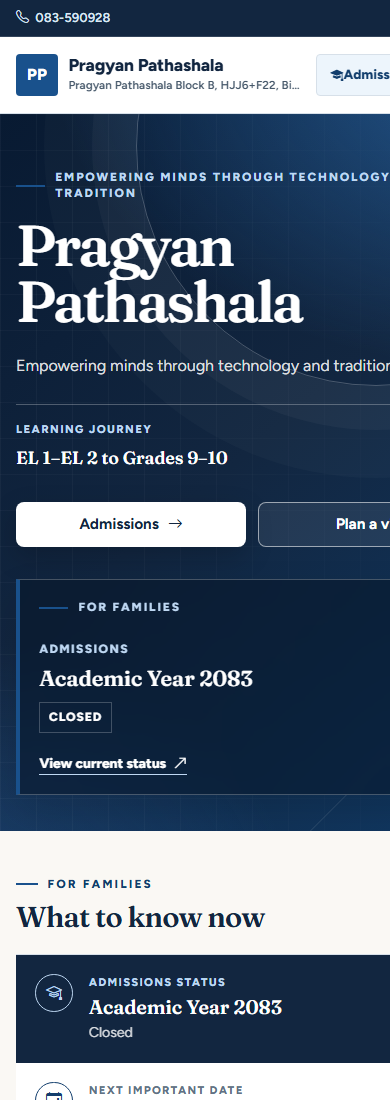 083-590928
PP
Pragyan Pathashala
Pragyan Pathashala Block B, HJJ6+F22, Bi...
Admiss
EMPOWERING MINDS THROUGH TECHNOLOGY
TRADITION
Pragyan
Pathashala
Empowering minds through technology and tradition
LEARNING JOURNEY
EL 1–EL 2 to Grades 9–10
Admissions →
Plan a v
FOR FAMILIES
ADMISSIONS
Academic Year 2083
CLOSED
View current status ↗
FOR FAMILIES
What to know now
ADMISSIONS STATUS
Academic Year 2083
Closed
NEXT IMPORTANT DATE